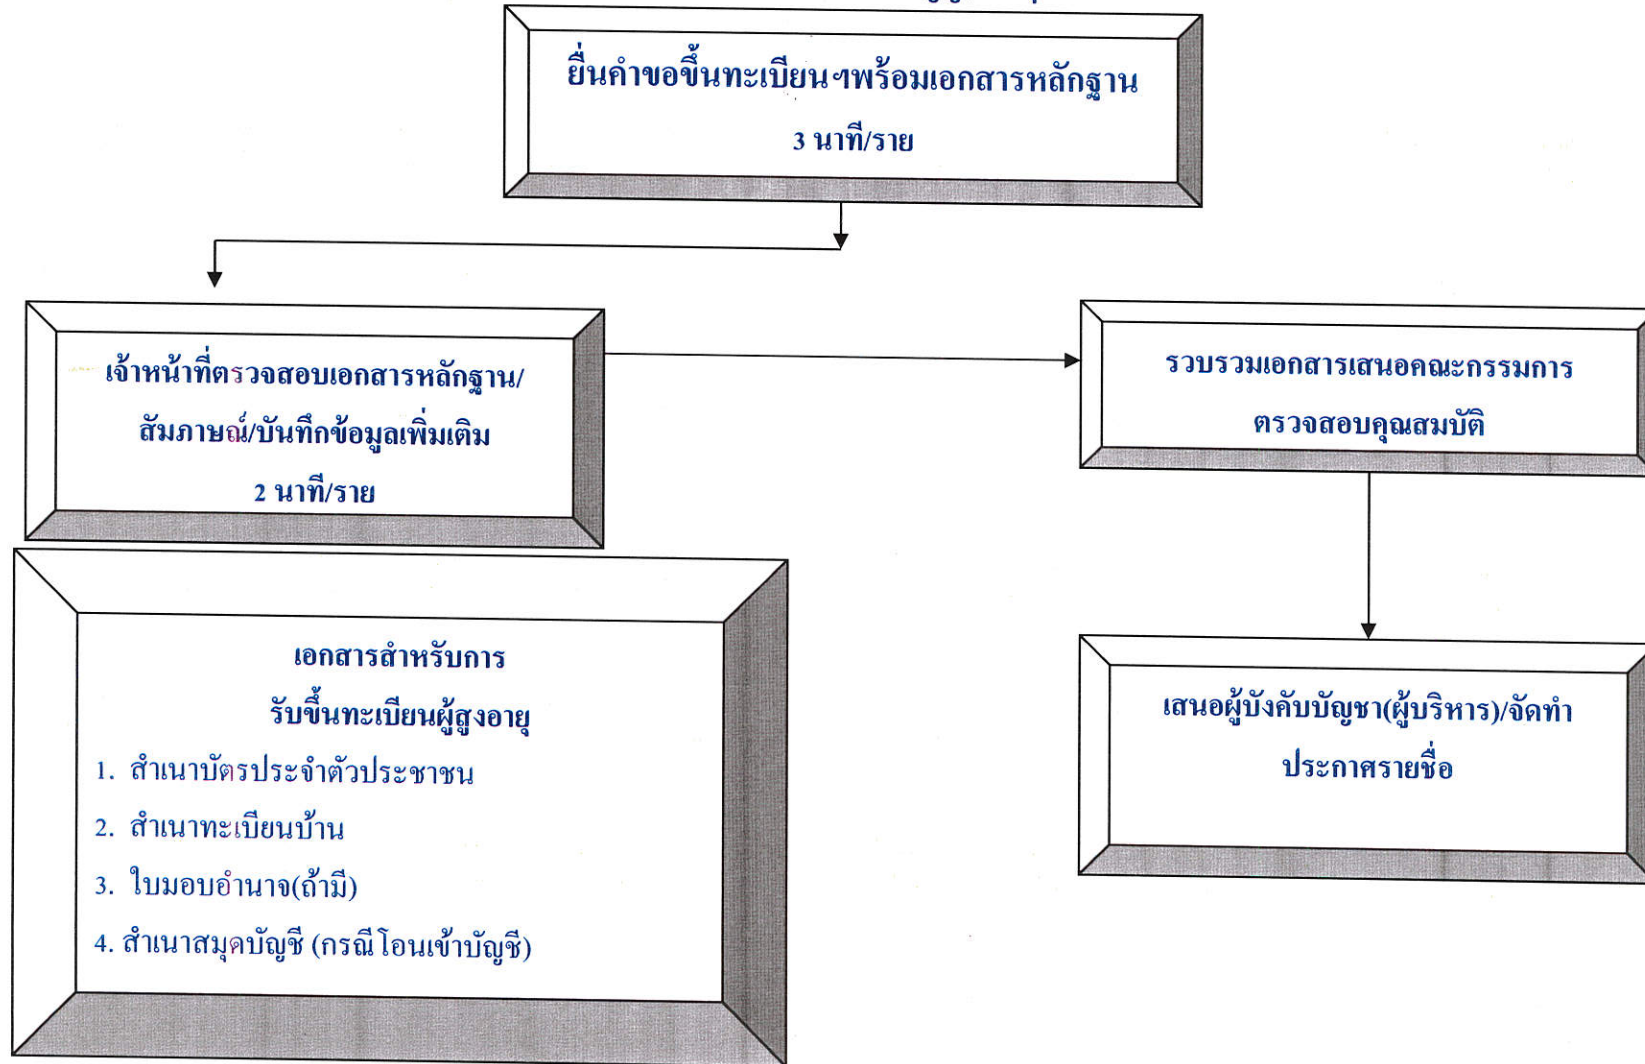 ยื่นคำขอขึ้นทะเบียนฯพร้อมเอกสารหลักฐาน
3 นาที/ราย
เจ้าหน้าที่ตรวจสอบเอกสารหลักฐาน/
สัมภาษณ์/บันทึกข้อมูลเพิ่มเติม
2 นาที/ราย
รวบรวมเอกสารเสนอคณะกรรมการ
ตรวจสอบคุณสมบัติ
เอกสารสำหรับการ
รับขึ้นทะเบียนผู้สูงอายุ
1. สำเนาบัตรประจำตัวประชาชน
2. สำเนาทะเบียนบ้าน
3. ใบมอบอำนาจ(ถ้ามี)
4. สำเนาสมุดบัญชี (กรณีโอนเข้าบัญชี)
เสนอผู้บังคับบัญชา(ผู้บริหาร)/จัดทำ
ประกาศรายชื่อ